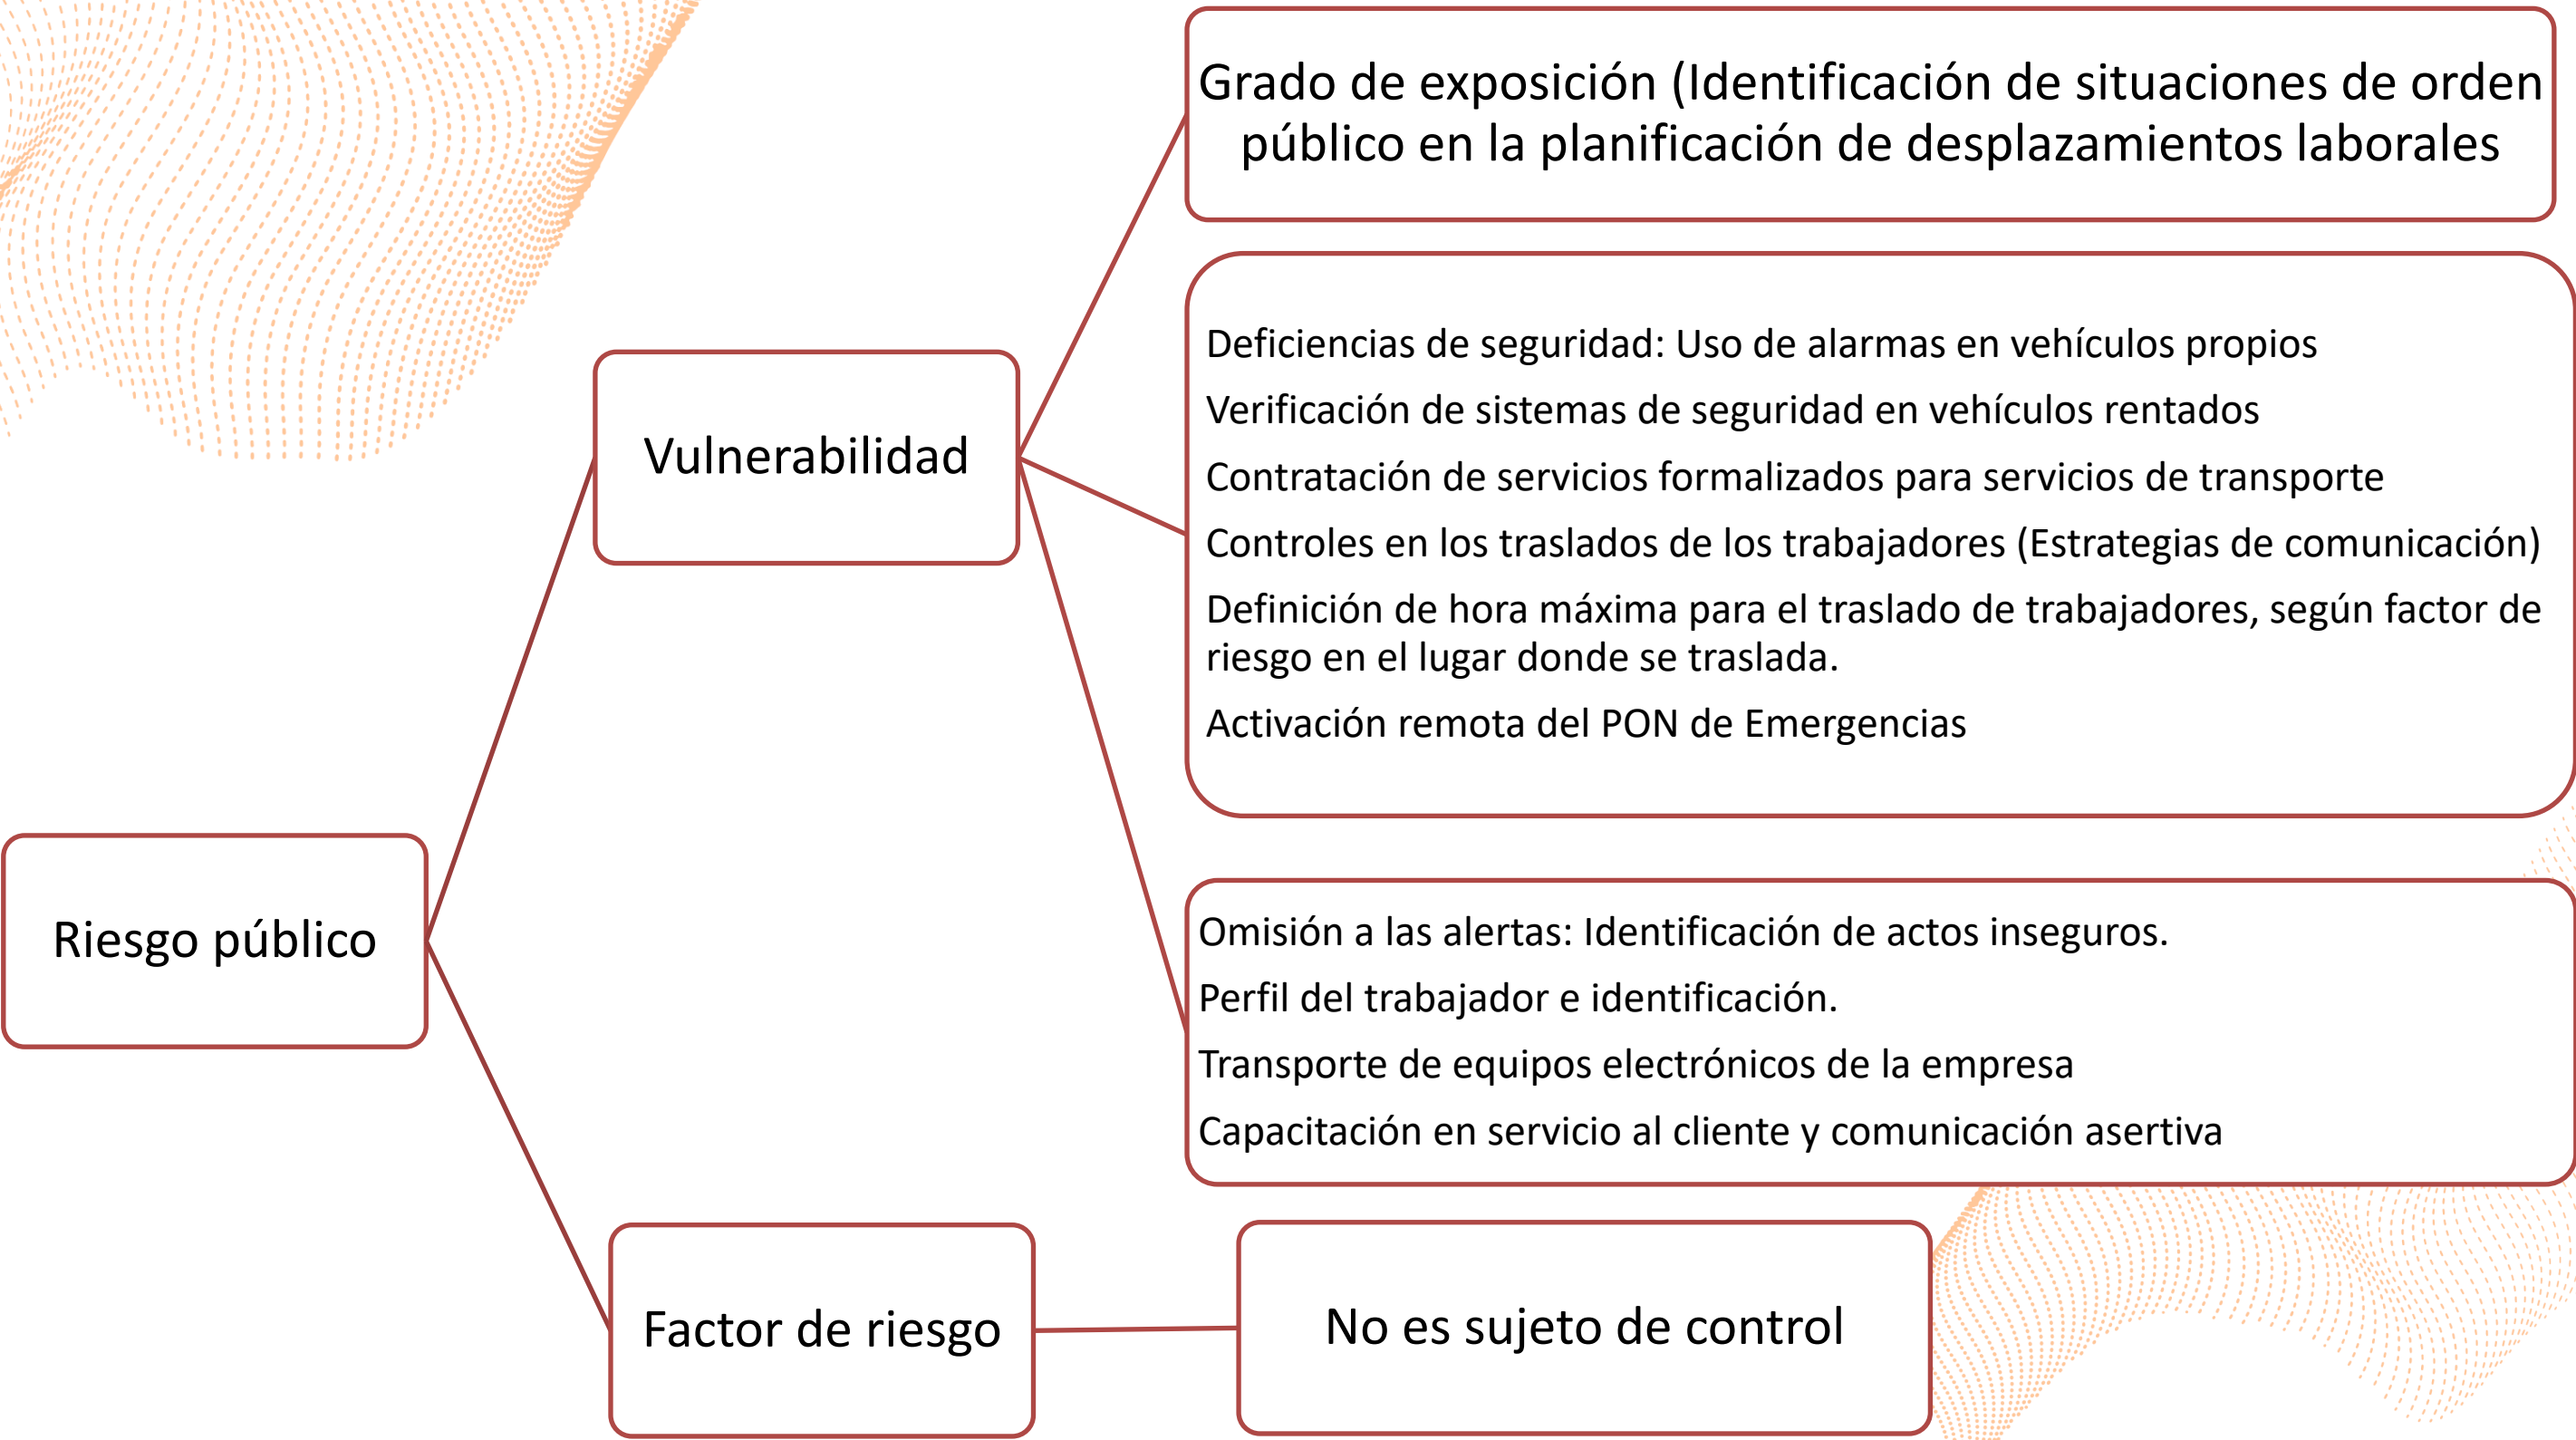 Grado de exposición (Identificación de situaciones de orden
público en la planificación de desplazamientos laborales
Deficiencias de seguridad: Uso de alarmas en vehículos propios
Verificación de sistemas de seguridad en vehículos rentados
Contratación de servicios formalizados para servicios de transporte
Controles en los traslados de los trabajadores (Estrategias de comunicación)
Definición de hora máxima para el traslado de trabajadores, según factor de
riesgo en el lugar donde se traslada.
Activación remota del PON de Emergencias
Vulnerabilidad
Riesgo público
Omisión a las alertas: Identificación de actos inseguros.
Perfil del trabajador e identificación.
Transporte de equipos electrónicos de la empresa
Capacitación en servicio al cliente y comunicación asertiva
Factor de riesgo
No es sujeto de control